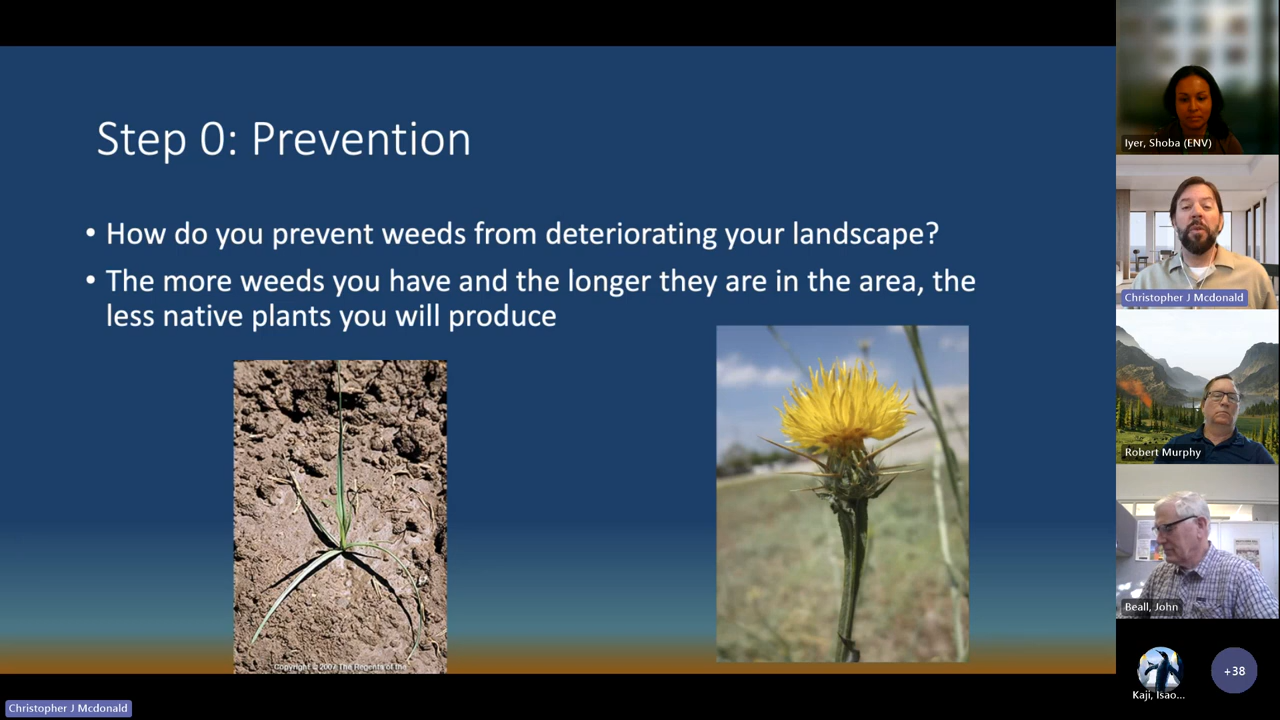 Step 0: Prevention
• How do you prevent weeds from deteriorating your landscape?
• The more weeds you have and the longer they are in the area, the
less native plants you will produce
Copyright © 2007 The Regents of the
Christopher J Mcdonald
Iyer, Shoba (ENV)
Christopher J Mcdonald
Robert Murphy
Beall, John
Kaji, Isao...
+38